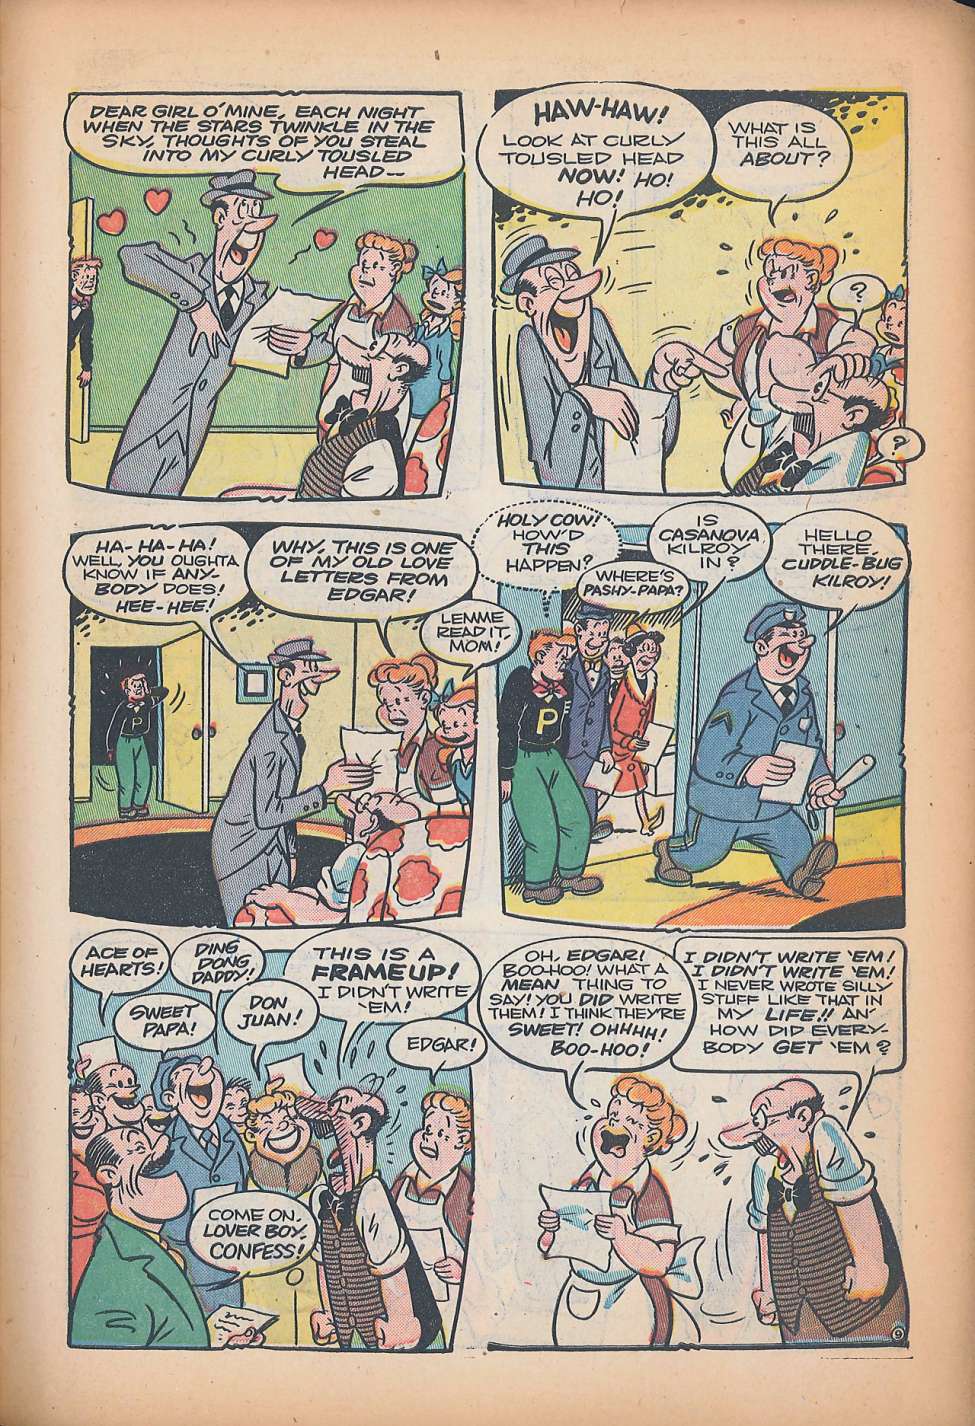 DEAR GIRL O' MINE, EACH NIGHT
WHEN THE STARS TWINKLE IN THE
SKY, THOUGHTS OF YOU STEAL
INTO MY CURLY TOUSLED
HEAD--
HAW-HAW!
LOOK AT CURLY
TOUSLED HEAD
NOW! HO!
HO!
WHAT IS
THIS ALL
ABOUT?
?
?
HA-HA-HA!
WELL, YOU OUGHTA
KNOW IF ANY-
BODY DOES!
HEE-HEE!
WHY, THIS IS ONE
OF MY OLD LOVE
LETTERS FROM
EDGAR!
LEMME
READ IT,
MOM!
P
HOLY COW!
HOW'D
THIS
HAPPEN?
WHERE'S
PASHY-PAPA?
IS
CASANOVA
KILROY
IN?
HELLO
THERE,
CUDDLE-BUG
KILROY!
P
ACE OF
HEARTS!
DING
DONG
DADDY!
SWEET
PAPA!
DON
JUAN!
THIS IS A
FRAMEUP!
I DIDN'T WRITE
'EM!
EDGAR!
COME ON,
LOVER BOY,
CONFESS!
OH, EDGAR!
BOO-HOO! WHAT A
MEAN THING TO
SAY! YOU DID WRITE
THEM! I THINK THEY'RE
SWEET! OHHHH!
BOO-HOO!
I DIDN'T WRITE 'EM!
I DIDN'T WRITE 'EM!
I NEVER WROTE SILLY
STUFF LIKE THAT IN
MY LIFE!! AN'
HOW DID EVERY-
BODY GET 'EM?
9